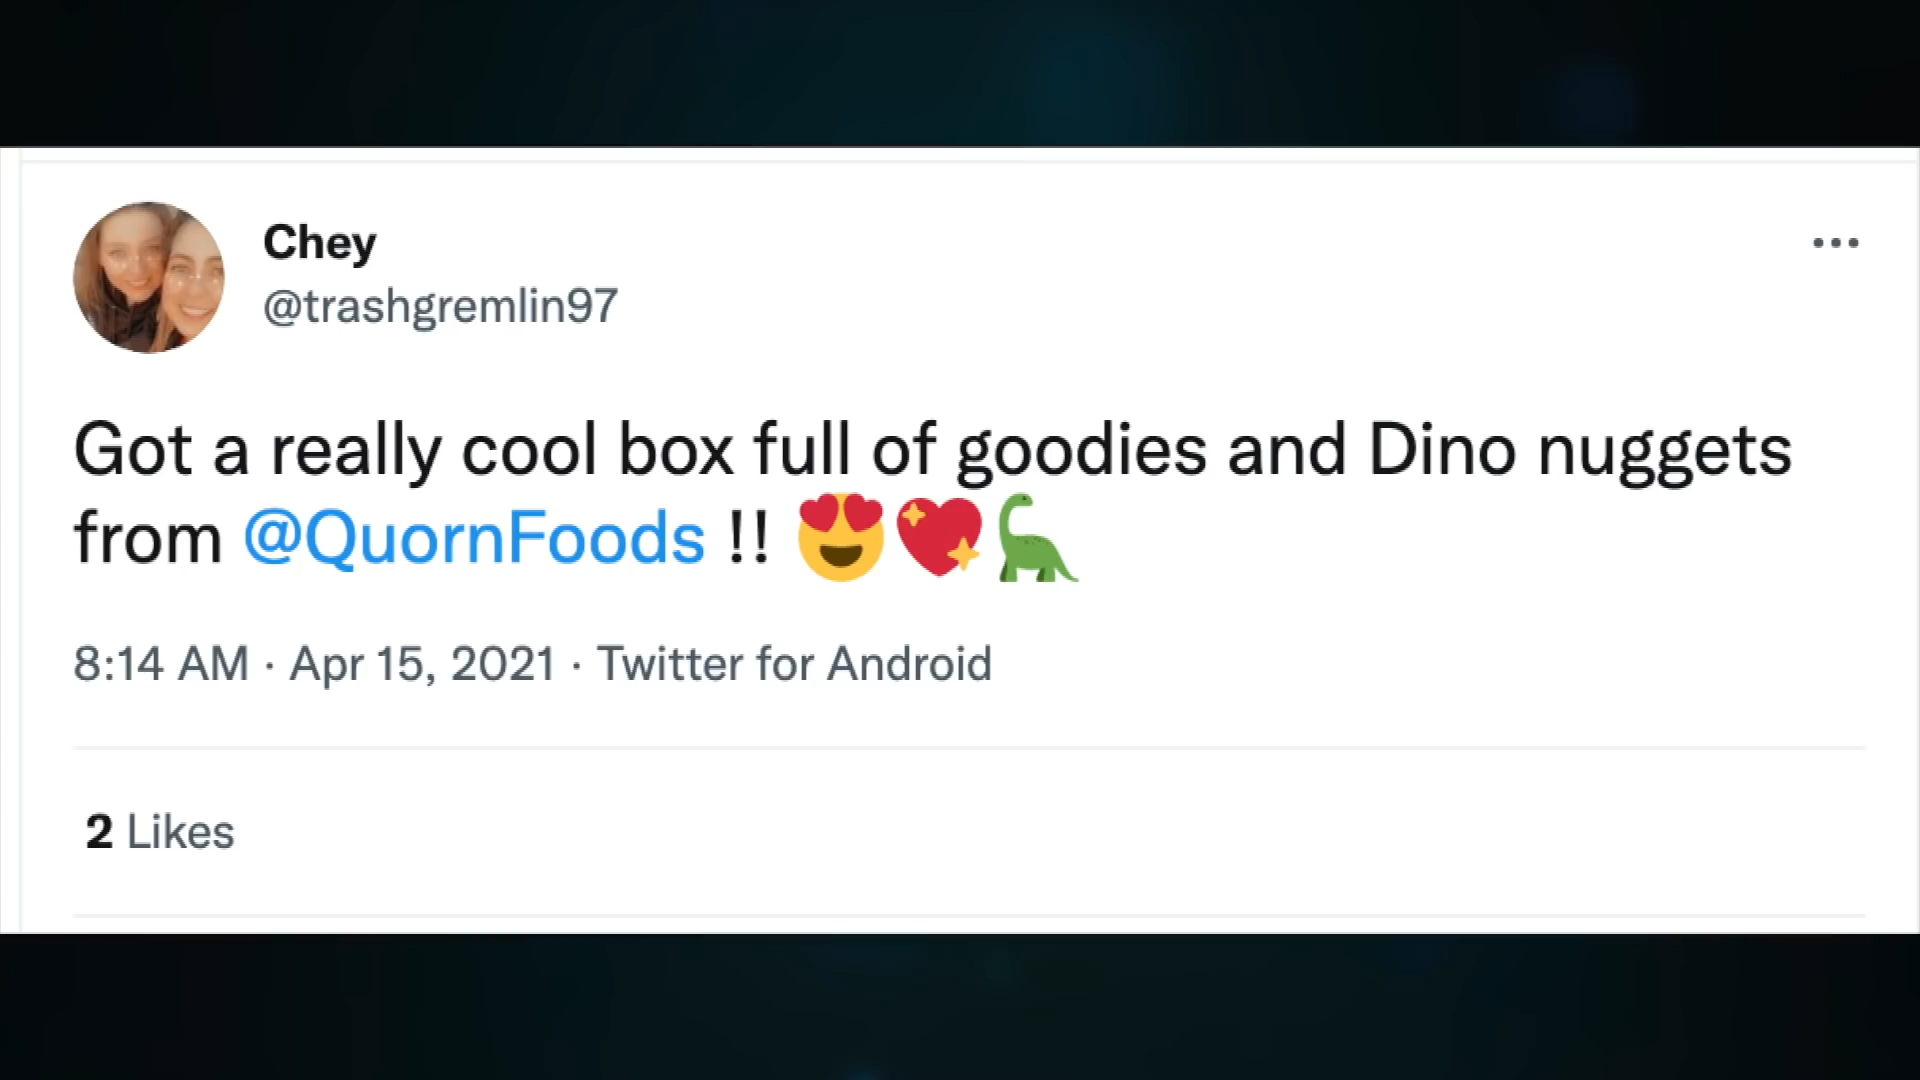 Chey
@trashgremlin97
Got a really cool box full of goodies and Dino nuggets
from @QuornFoods !! 😍💖🦕
8:14 AM · Apr 15, 2021 · Twitter for Android
2 Likes